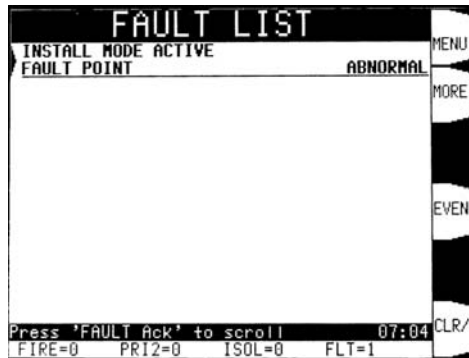 FAULT LIST
INSTALL MODE ACTIVE
FAULT POINT ABNORMAL
MENU
MORE
EVEN
CLR/
Press 'FAULT Ack' to scroll 07:04
FIRE=0 PRI2=0 ISOL=0 FLT=1